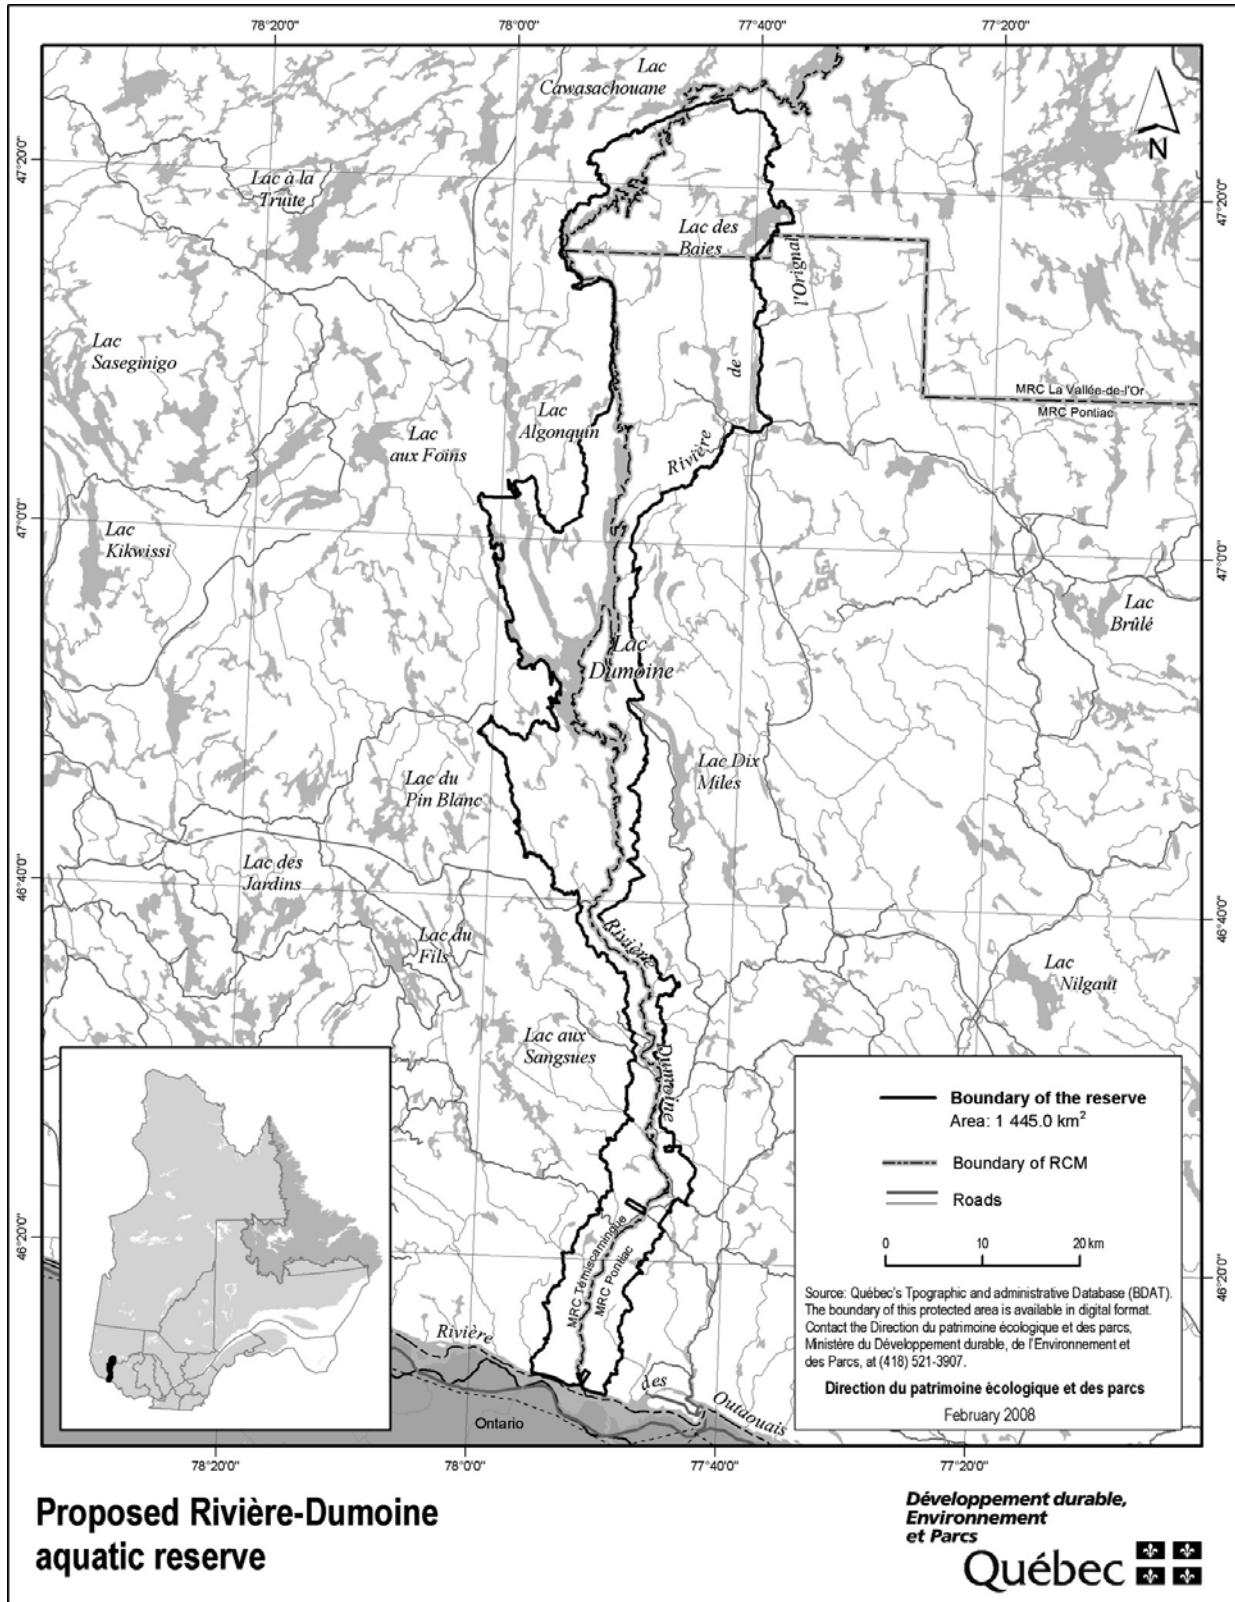 78°20'0"
78°0'0"
77°40'0"
77°20'0"
Lac
Cawasachouane
N
47°20'0"
47°20'0"
Lac à la
Truite
Lac des
Baies
l'Orignal
Lac
Saseginigo
de
MRC La Vallée-de-l'Or
MRC Pontiac
Lac
Algonquin
Lac
aux Foins
Rivière
47°0'0"
47°0'0"
Lac
Kikwissi
Lac
Brûlé
Lac
Dumoine
Lac Dix
Miles
Lac du
Pin Blanc
46°40'0"
46°40'0"
Lac des
Jardins
Lac du
Fils
Rivière
Lac
Nilgaut
Lac aux
Sangsues
Dumoine
Boundary of the reserve
Area: 1 445.0 km²
Boundary of RCM
Roads
0 10 20 km
46°20'0"
46°20'0"
MRC Témiscamingue
MRC Pontiac
Source: Québec's Tpographic and administrative Database (BDAT).
The boundary of this protected area is available in digital format.
Contact the Direction du patrimoine écologique et des parcs,
Ministère du Développement durable, de l'Environnement et
des Parcs, at (418) 521-3907.
Direction du patrimoine écologique et des parcs
February 2008
Rivière
des
Outaouais
Ontario
78°20'0"
78°0'0"
77°40'0"
77°20'0"
Proposed Rivière-Dumoine
aquatic reserve
Développement durable,
Environnement
et Parcs
Québec